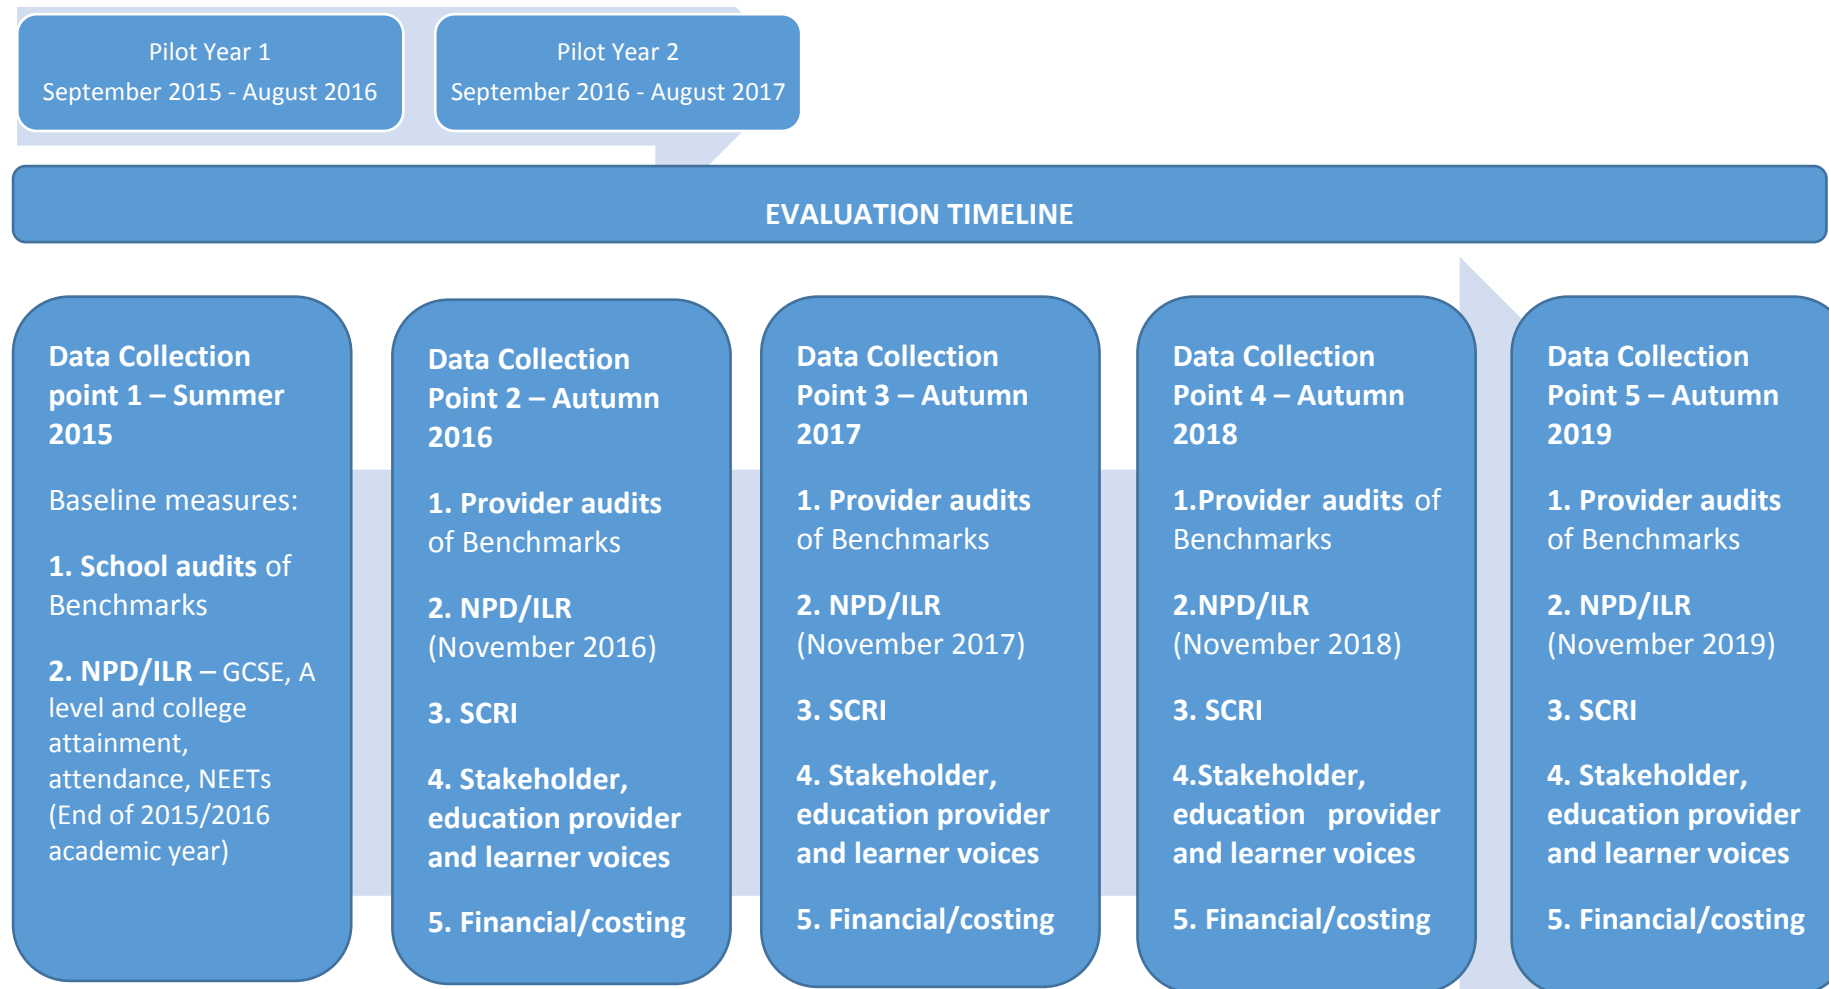 Pilot Year 1
September 2015 - August 2016
Pilot Year 2
September 2016 - August 2017
EVALUATION TIMELINE
Data Collection
point 1 – Summer
2015
Baseline measures:
1. School audits of
Benchmarks
2. NPD/ILR – GCSE, A
level and college
attainment,
attendance, NEETs
(End of 2015/2016
academic year)
Data Collection
Point 2 – Autumn
2016
1. Provider audits
of Benchmarks
2. NPD/ILR
(November 2016)
3. SCRI
4. Stakeholder,
education provider
and learner voices
5. Financial/costing
Data Collection
Point 3 – Autumn
2017
1. Provider audits
of Benchmarks
2. NPD/ILR
(November 2017)
3. SCRI
4. Stakeholder,
education provider
and learner voices
5. Financial/costing
Data Collection
Point 4 – Autumn
2018
1.Provider audits of
Benchmarks
2.NPD/ILR
(November 2018)
3. SCRI
4.Stakeholder,
education provider
and learner voices
5. Financial/costing
Data Collection
Point 5 – Autumn
2019
1. Provider audits
of Benchmarks
2. NPD/ILR
(November 2019)
3. SCRI
4. Stakeholder,
education provider
and learner voices
5. Financial/costing